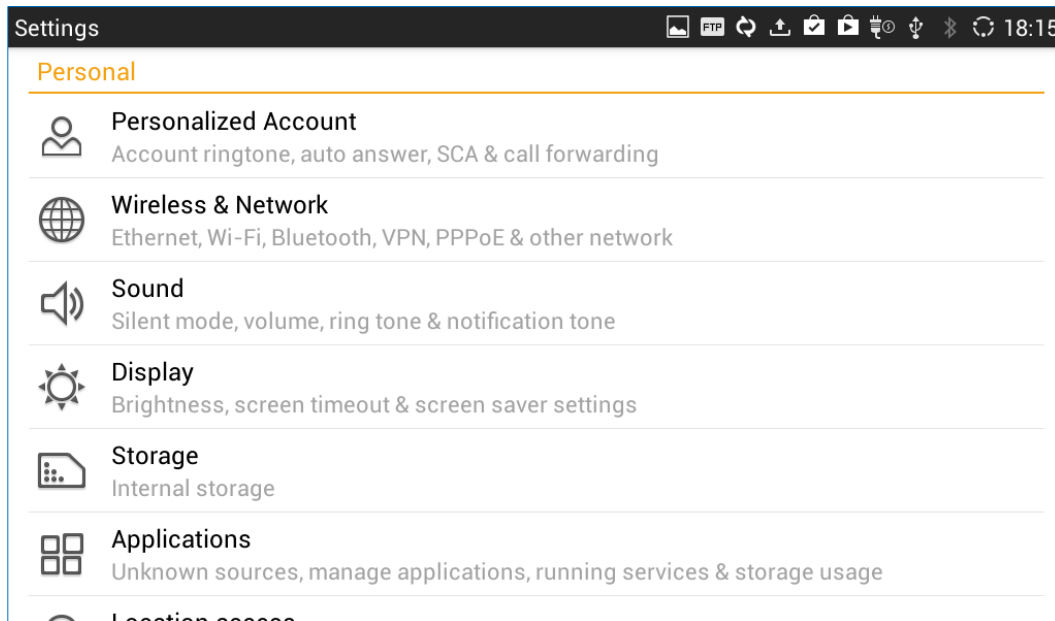 Settings
FTP
18:15
Personal
Personalized Account
Account ringtone, auto answer, SCA & call forwarding
Wireless & Network
Ethernet, Wi-Fi, Bluetooth, VPN, PPPoE & other network
Sound
Silent mode, volume, ring tone & notification tone
Display
Brightness, screen timeout & screen saver settings
Storage
Internal storage
Applications
Unknown sources, manage applications, running services & storage usage
Location access